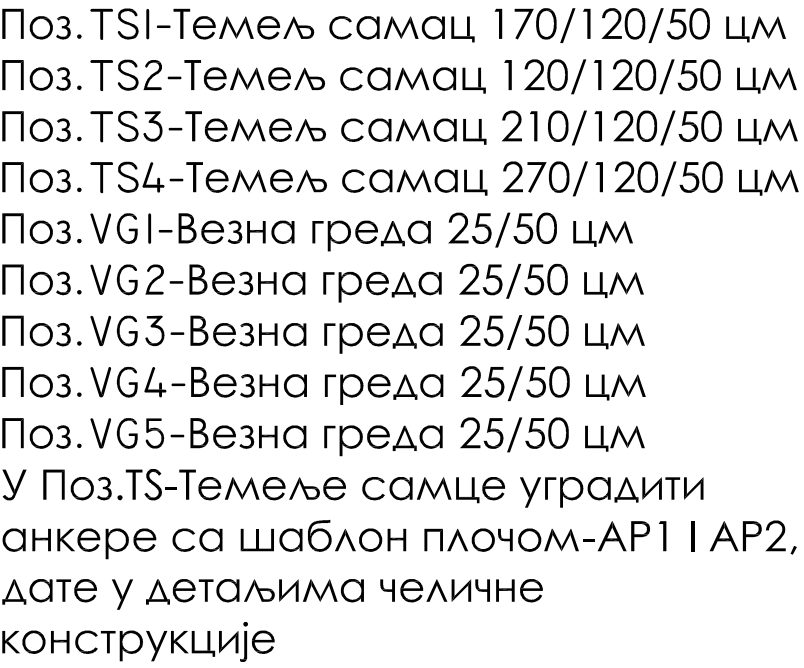 Поз.TS1-Темељ самац 170/120/50 цм
Поз.TS2-Темељ самац 120/120/50 цм
Поз.TS3-Темељ самац 210/120/50 цм
Поз.TS4-Темељ самац 270/120/50 цм
Поз.VG1-Везна греда 25/50 цм
Поз.VG2-Везна греда 25/50 цм
Поз.VG3-Везна греда 25/50 цм
Поз.VG4-Везна греда 25/50 цм
Поз.VG5-Везна греда 25/50 цм
У Поз.TS-Темеље самце уградити
анкере са шаблон плочом-АР1 I АР2,
дате у детаљима челичне
конструкције